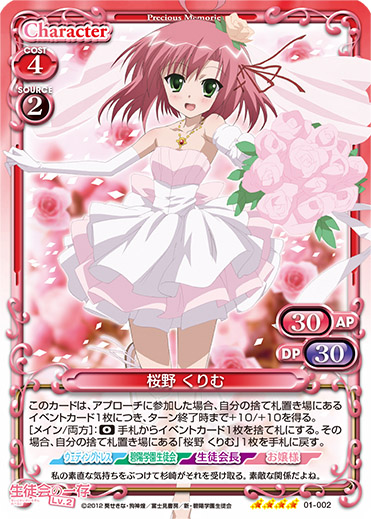 Precious Memories
Character
COST
4
SOURCE
2
30 AP
DP 30
桜野 くりむ
このカードは、アプローチに参加した場合、自分の捨て札置き場にある
イベントカード1枚につき、ターン終了時まで+10/+10を得る。
[メイン/両方]: 手札からイベントカード1枚を捨て札にする。その
場合、自分の捨て札置き場にある「桜野 くりむ」1枚を手札に戻す。
ウェディングドレス 碧陽学園生徒会 生徒会長 お嬢様
私の素直な気持ちをぶつけて杉崎がそれを受け取る。素敵な関係だよね。
生徒会の一存
Lv.2
©2012 葵せきな・狗神煌/富士見書房/新・碧陽学園生徒会
01-002